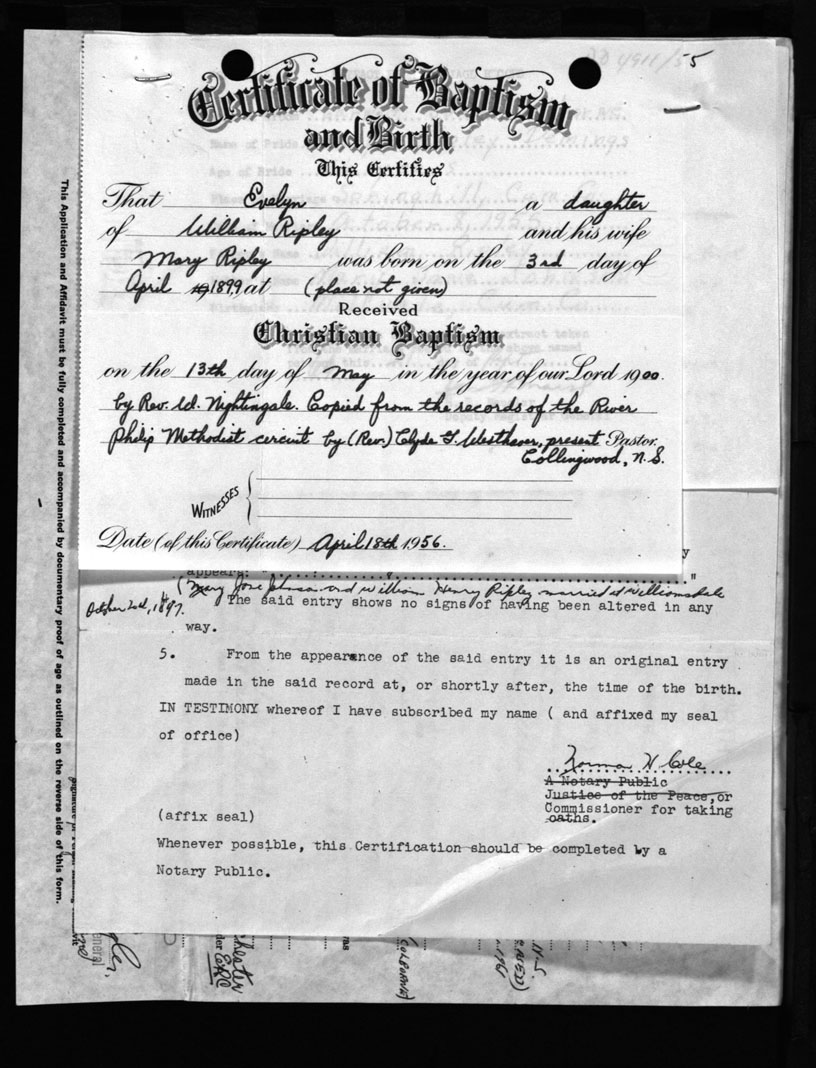 4911/55
Certificate of Baptism
and Birth
This Certifies
That Evelyn a daughter
of William Ripley and his wife
Mary Ripley was born on the 3rd day of
April 19 1899 at (place not given)
Received
Christian Baptism
on the 13th day of May in the year of our Lord 1900.
by Rev. Wd. Nightingale. Copied from the records of the River
Philip Methodist circuit by (Rev.) Clyde F. Westhaver, present Pastor.
Collingwood, N.S.
WITNESSES
Date (of this Certificate) April 18th 1956.
appears: "
(Mary Jane Johnson and William Henry Ripley married at Williamsdale
October 2nd, 1897.
The said entry shows no signs of having been altered in any
way.
5. From the appearance of the said entry it is an original entry
made in the said record at, or shortly after, the time of the birth.
IN TESTIMONY whereof I have subscribed my name ( and affixed my seal
of office)
Norma H. Cole
A Notary Public
Justice of the Peace, or
Commissioner for taking
oaths.
(affix seal)
Whenever possible, this Certification should be completed by a
Notary Public.
This Application and Affidavit must be fully completed and accompanied by documentary proof of age as outlined on the reverse side of this form.